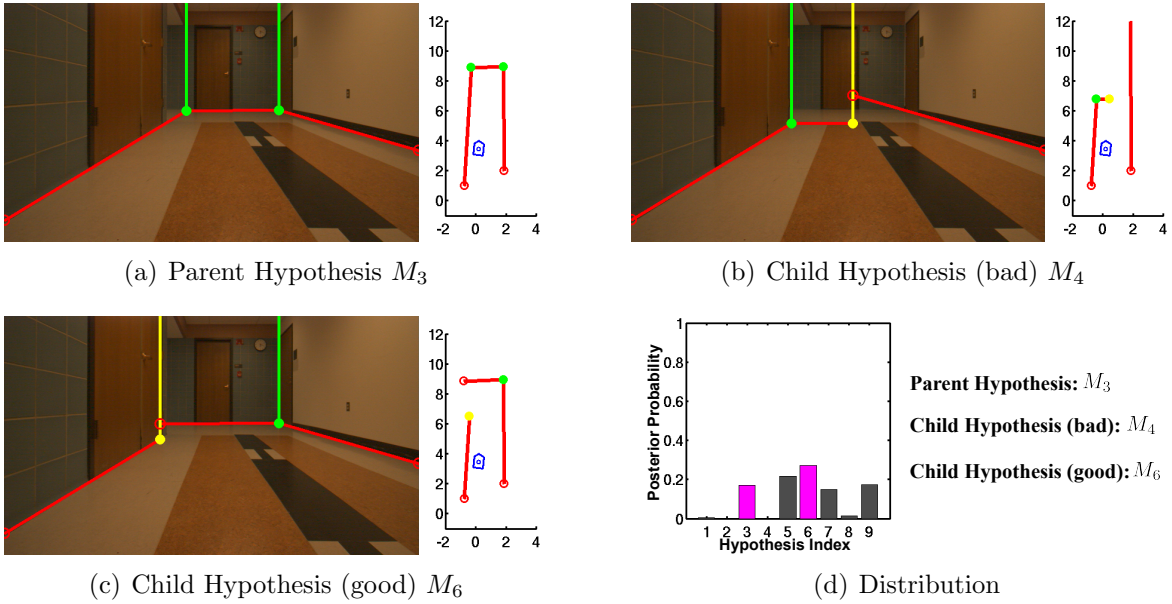 12
10
8
6
4
2
0
-2 0 2 4
(a) Parent Hypothesis M₃
12
10
8
6
4
2
0
-2 0 2 4
(b) Child Hypothesis (bad) M₄
12
10
8
6
4
2
0
-2 0 2 4
(c) Child Hypothesis (good) M₆
Posterior Probability
1
0.8
0.6
0.4
0.2
0
1 2 3 4 5 6 7 8 9
Hypothesis Index
Parent Hypothesis: M₃
Child Hypothesis (bad): M₄
Child Hypothesis (good): M₆
(d) Distribution